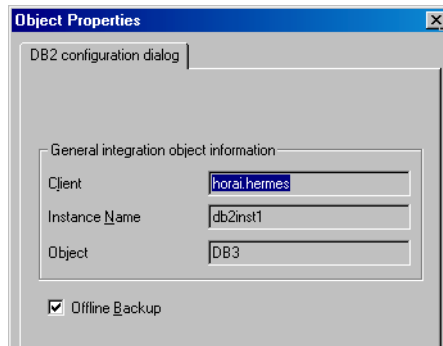 Object Properties
DB2 configuration dialog
General integration object information
Client horai.hermes
Instance Name db2inst1
Object DB3
Offline Backup